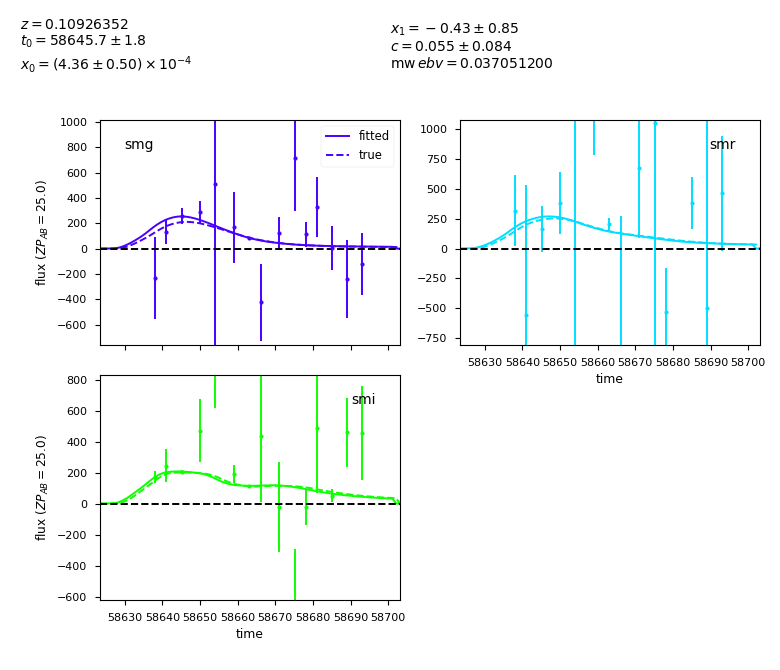 z = 0.10926352
t₀ = 58645.7 ± 1.8
x₀ = (4.36 ± 0.50) × 10⁻⁴
x₁ = − 0.43 ± 0.85
c = 0.055 ± 0.084
mw ebv = 0.037051200
smg
fitted
true
1000
800
600
400
200
0
−200
−400
−600
flux (ZP_AB = 25.0)
smr
1000
750
500
250
0
−250
−500
−750
58630 58640 58650 58660 58670 58680 58690 58700
time
smi
800
600
400
200
0
−200
−400
−600
flux (ZP_AB = 25.0)
58630 58640 58650 58660 58670 58680 58690 58700
time